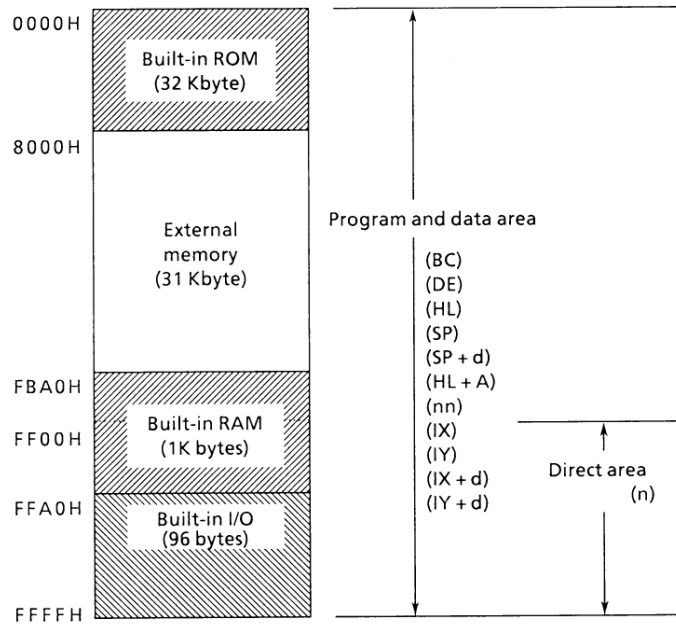 0000H
Built-in ROM
(32 Kbyte)
8000H
External
memory
(31 Kbyte)
FBA0H
Built-in RAM
(1K bytes)
FF00H
FFA0H
Built-in I/O
(96 bytes)
FFFFH
Program and data area
(BC)
(DE)
(HL)
(SP)
(SP + d)
(HL + A)
(nn)
(IX)
(IY)
(IX + d)
(IY + d)
Direct area
(n)